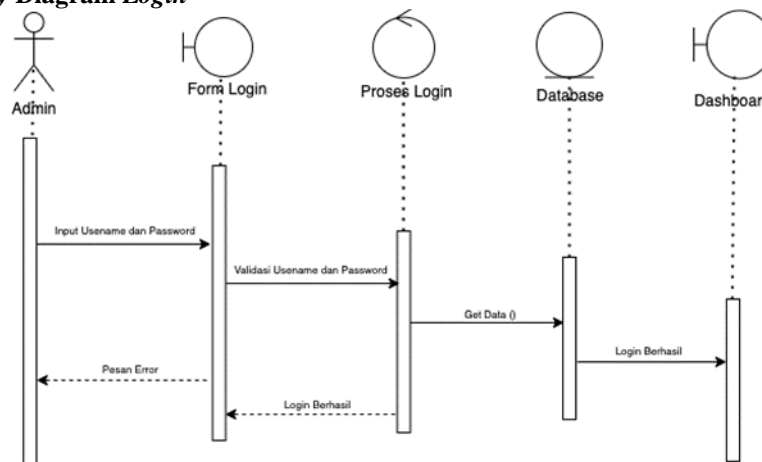 Diagram Login
Admin
Form Login
Proses Login
Database
Dashboar
Input Usename dan Password
Validasi Usename dan Password
Get Data ()
Login Berhasil
Pesan Error
Login Berhasil